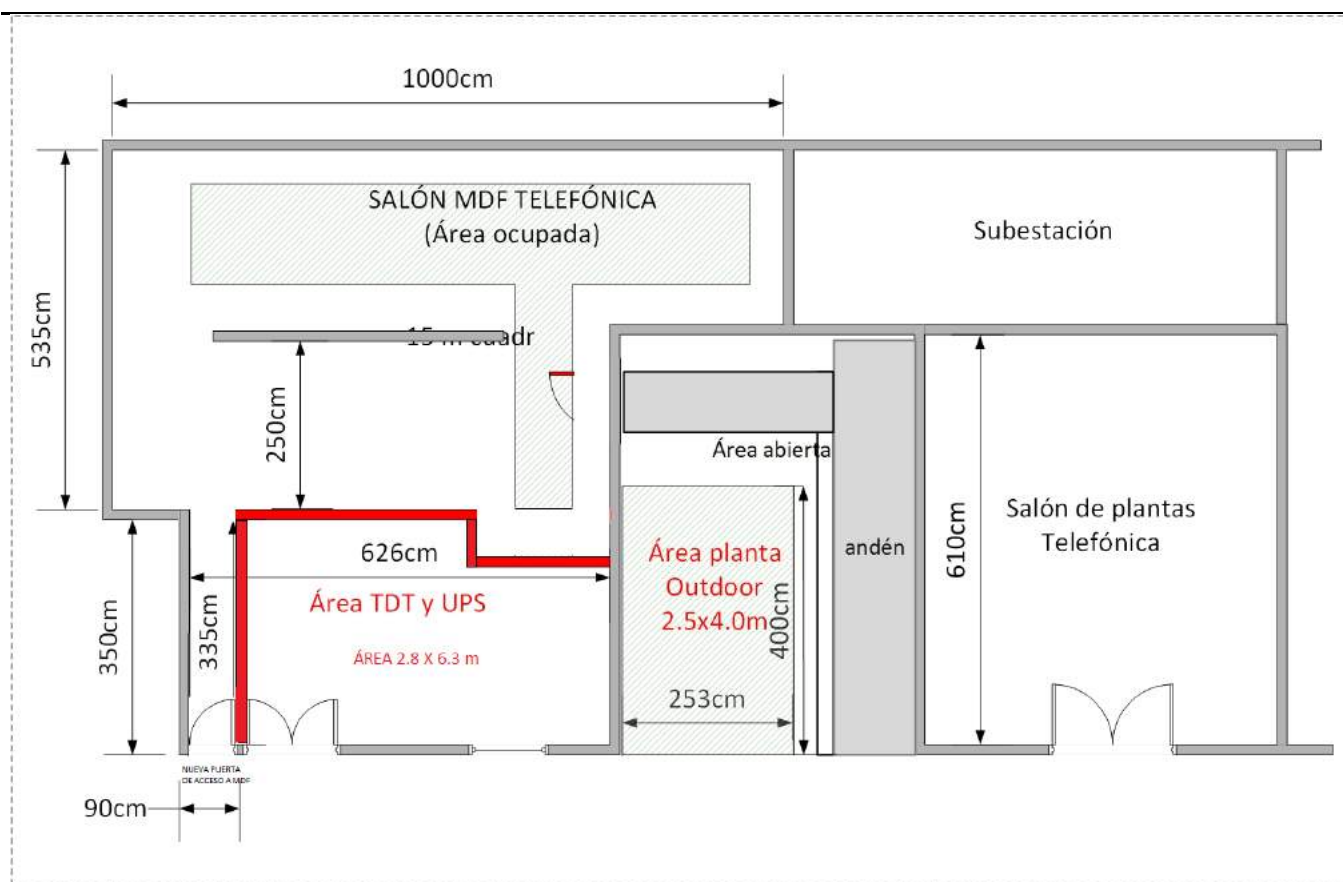 1000cm
SALÓN MDF TELEFÓNICA
(Área ocupada)
Subestación
535cm
15 m cuadr
250cm
Área abierta
626cm
Área TDT y UPS
ÁREA 2.8 X 6.3 m
350cm
335cm
Área planta
Outdoor
2.5x4.0m
400cm
253cm
andén
610cm
Salón de plantas
Telefónica
NUEVA PUERTA
DE ACCESO A MDF
90cm